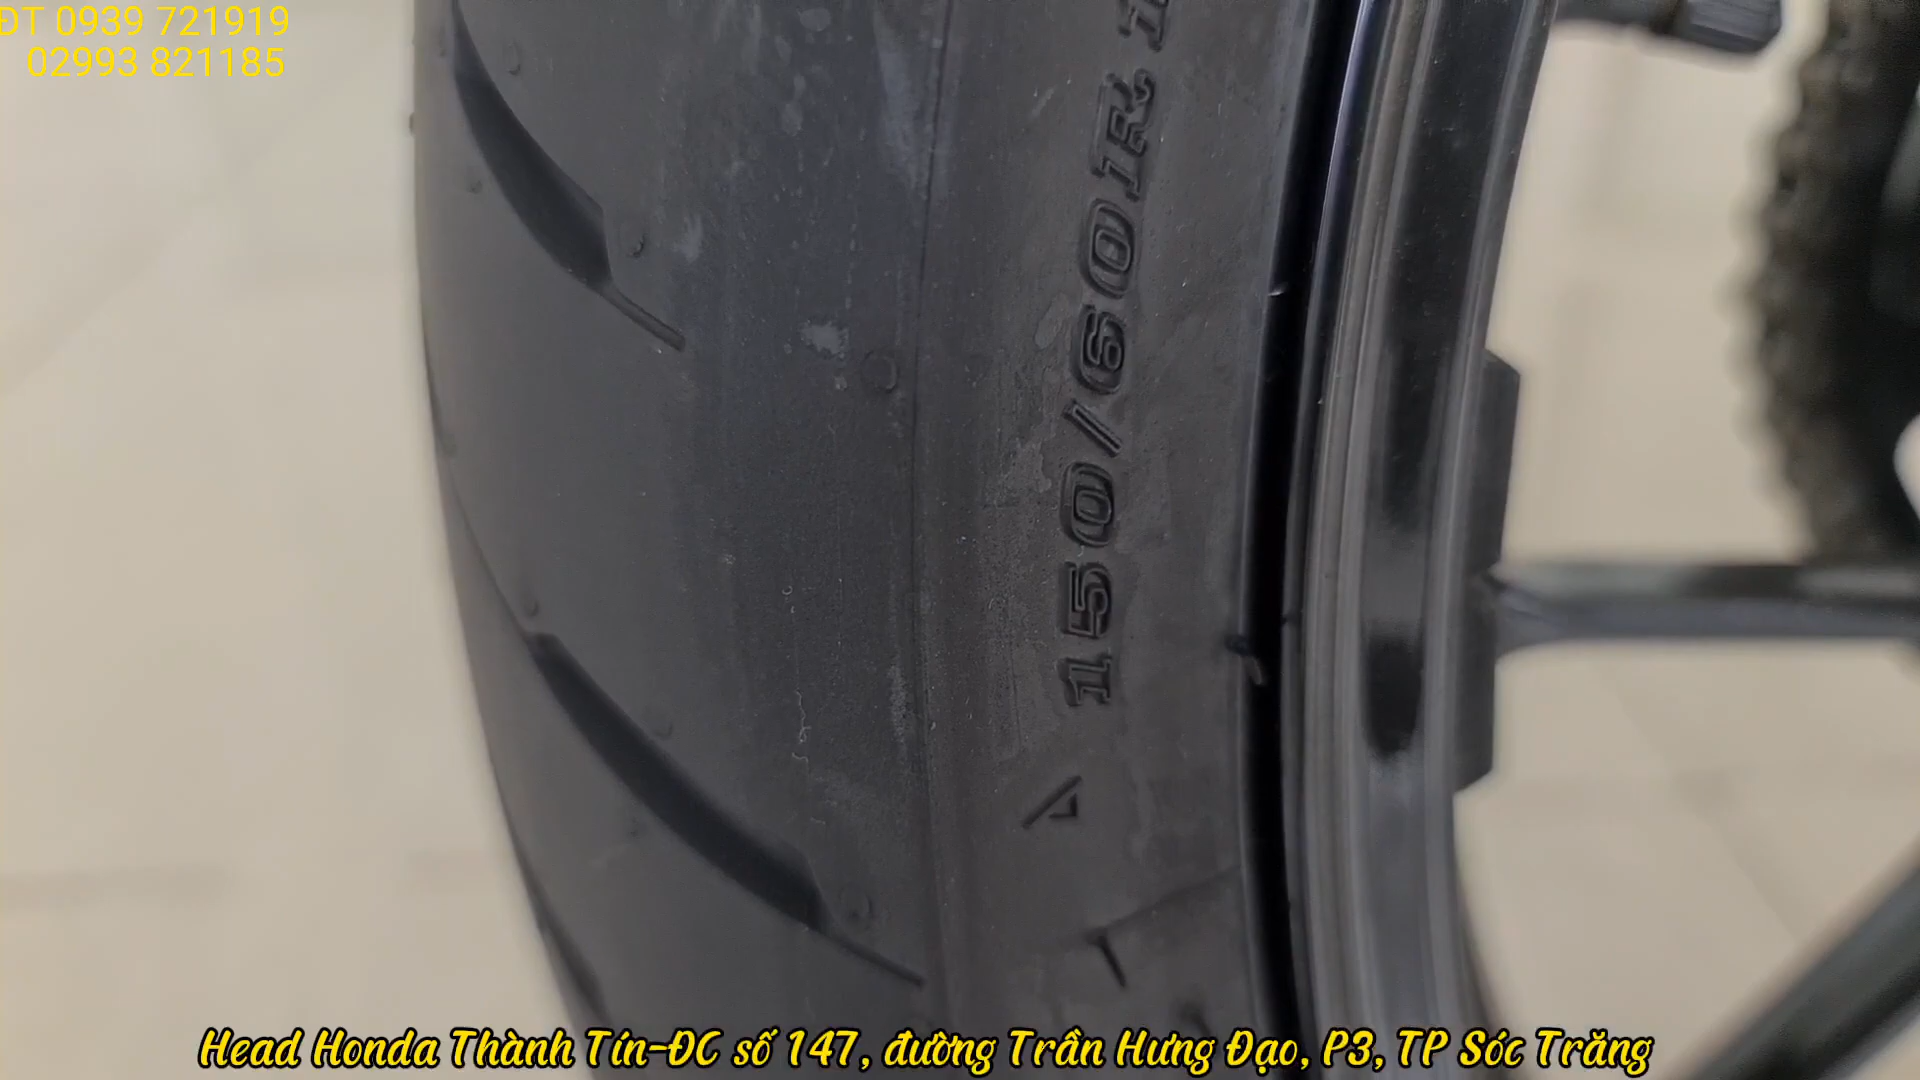 ĐT 0939 721919
02993 821185
150/60R
Head Honda Thành Tín-ĐC số 147, đường Trần Hưng Đạo, P3, TP Sóc Trăng